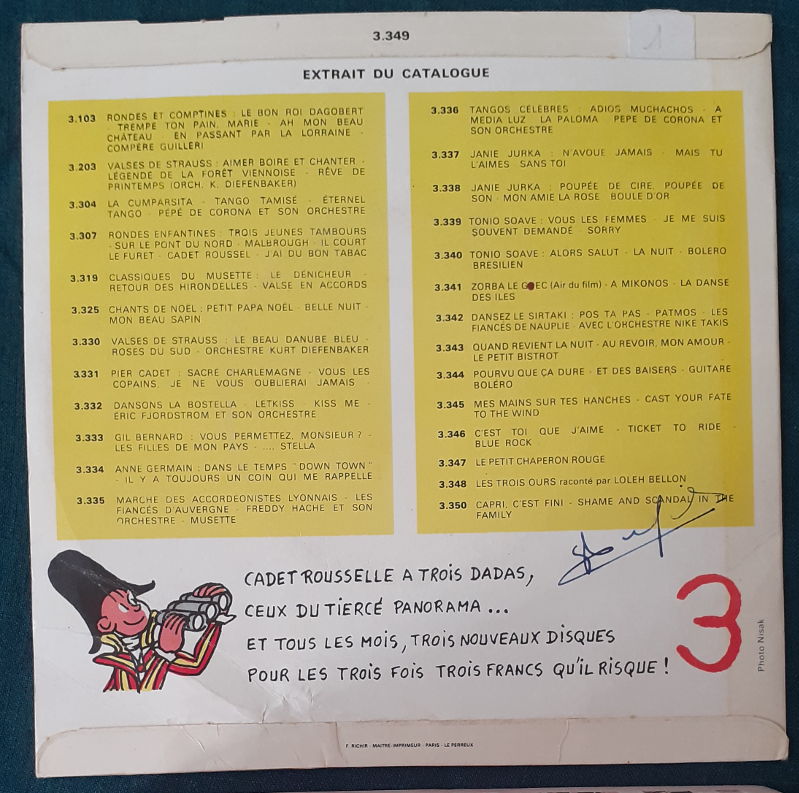 3.349
1
EXTRAIT DU CATALOGUE
3.103 RONDES ET COMPTINES : LE BON ROI DAGOBERT
- TREMPE TON PAIN, MARIE - AH MON BEAU
CHÂTEAU - EN PASSANT PAR LA LORRAINE -
COMPÈRE GUILLERI
3.203 VALSES DE STRAUSS : AIMER BOIRE ET CHANTER -
LÉGENDE DE LA FORÊT VIENNOISE - RÊVE DE
PRINTEMPS (ORCH. K. DIEFENBAKER)
3.304 LA CUMPARSITA - TANGO TAMISÉ - ÉTERNEL
TANGO - PÉPÉ DE CORONA ET SON ORCHESTRE
3.307 RONDES ENFANTINES : TROIS JEUNES TAMBOURS
- SUR LE PONT DU NORD - MALBROUGH - IL COURT
LE FURET - CADET ROUSSEL - J'AI DU BON TABAC
3.319 CLASSIQUES DU MUSETTE : LE DÉNICHEUR -
RETOUR DES HIRONDELLES - VALSE EN ACCORDS
3.325 CHANTS DE NOËL : PETIT PAPA NOËL - BELLE NUIT -
MON BEAU SAPIN
3.330 VALSES DE STRAUSS : LE BEAU DANUBE BLEU -
ROSES DU SUD - ORCHESTRE KURT DIEFENBAKER
3331 PIER CADET : SACRÉ CHARLEMAGNE - VOUS LES
COPAINS, JE NE VOUS OUBLIERAI JAMAIS -
3.332 DANSONS LA BOSTELLA - LETKISS - KISS ME -
ERIC FJORDSTROM ET SON ORCHESTRE
3.333 GIL BERNARD : VOUS PERMETTEZ, MONSIEUR ? -
LES FILLES DE MON PAYS - .... STELLA
3.334 ANNE GERMAIN : DANS LE TEMPS "DOWN TOWN"
- IL Y A TOUJOURS UN COIN QUI ME RAPPELLE
3.335 MARCHE DES ACCORDEONISTES LYONNAIS - LES
FIANCÉS D'AUVERGNE - FREDDY HACHE ET SON
ORCHESTRE - MUSETTE
3.336 TANGOS CÉLÈBRES : ADIOS MUCHACHOS - A
MEDIA LUZ LA PALOMA PEPE DE CORONA ET
SON ORCHESTRE
3.337 JANIE JURKA : N'AVOUE JAMAIS - MAIS TU
L'AIMES SANS TOI
3.338 JANIE JURKA : POUPÉE DE CIRE, POUPÉE DE
SON - MON AMIE LA ROSE BOULE D'OR
3.339 TONIO SOAVE : VOUS LES FEMMES - JE ME SUIS
SOUVENT DEMANDÉ - SORRY
3.340 TONIO SOAVE : ALORS SALUT - LA NUIT - BOLERO
BRESILIEN
3.341 ZORBA LE (Air du film) - A MIKONOS - LA DANSE
DES ILES
3.342 DANSEZ LE SIRTAKI : POS TA PAS - PATMOS - LES
FIANCÉS DE NAUPLIE - AVEC L'ORCHESTRE NIKE TAKIS
3.343 QUAND REVIENT LA NUIT - AU REVOIR, MON AMOUR -
LE PETIT BISTROT
3.344 POURVU QUE ÇA DURE - ET DES BAISERS - GUITARE
BOLÉRO
3.345 MES MAINS SUR TES HANCHES - CAST YOUR FATE
TO THE WIND
3.346 C'EST TOI QUE J'AIME - TICKET TO RIDE -
BLUE ROCK
3.347 LE PETIT CHAPERON ROUGE
3.348 LES TROIS OURS raconté par LOLEH BELLON
3.350 CAPRI, C'EST FINI - SHAME AND SCANDAL IN THE
FAMILY
CADET ROUSSELLE A TROIS DADAS,
CEUX DU TIERCÉ PANORAMA ...
ET TOUS LES MOIS, TROIS NOUVEAUX DISQUES
POUR LES TROIS FOIS TROIS FRANCS QU'IL RISQUE !
3
Photo Nisak
F. RICHIR - MAITRE-IMPRIMEUR - PARIS - LE PERREUX